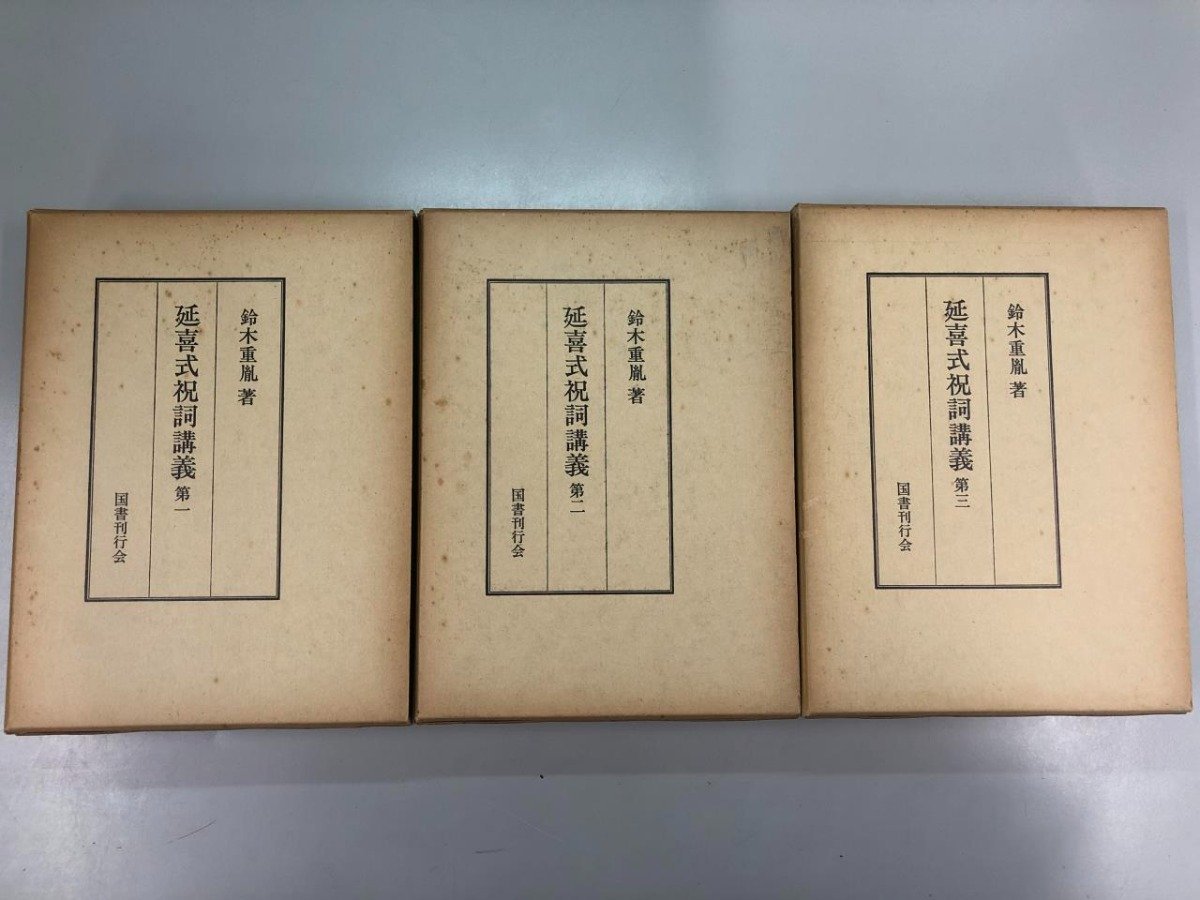 鈴木重胤 著
延喜式祝詞講義 第一
国書刊行会
鈴木重胤 著
延喜式祝詞講義 第二
国書刊行会
鈴木重胤 著
延喜式祝詞講義 第三
国書刊行会